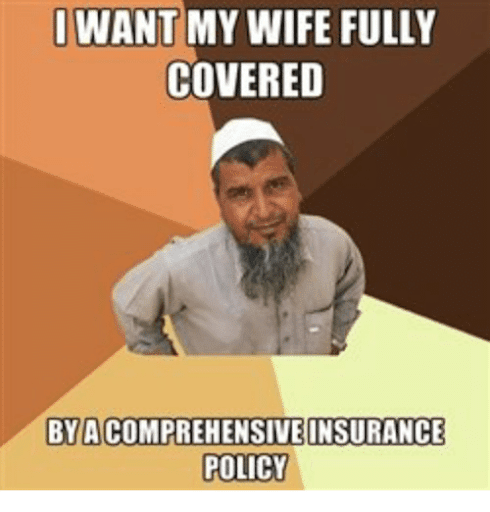 I WANT MY WIFE FULLY
COVERED
BY A COMPREHENSIVE INSURANCE
POLICY